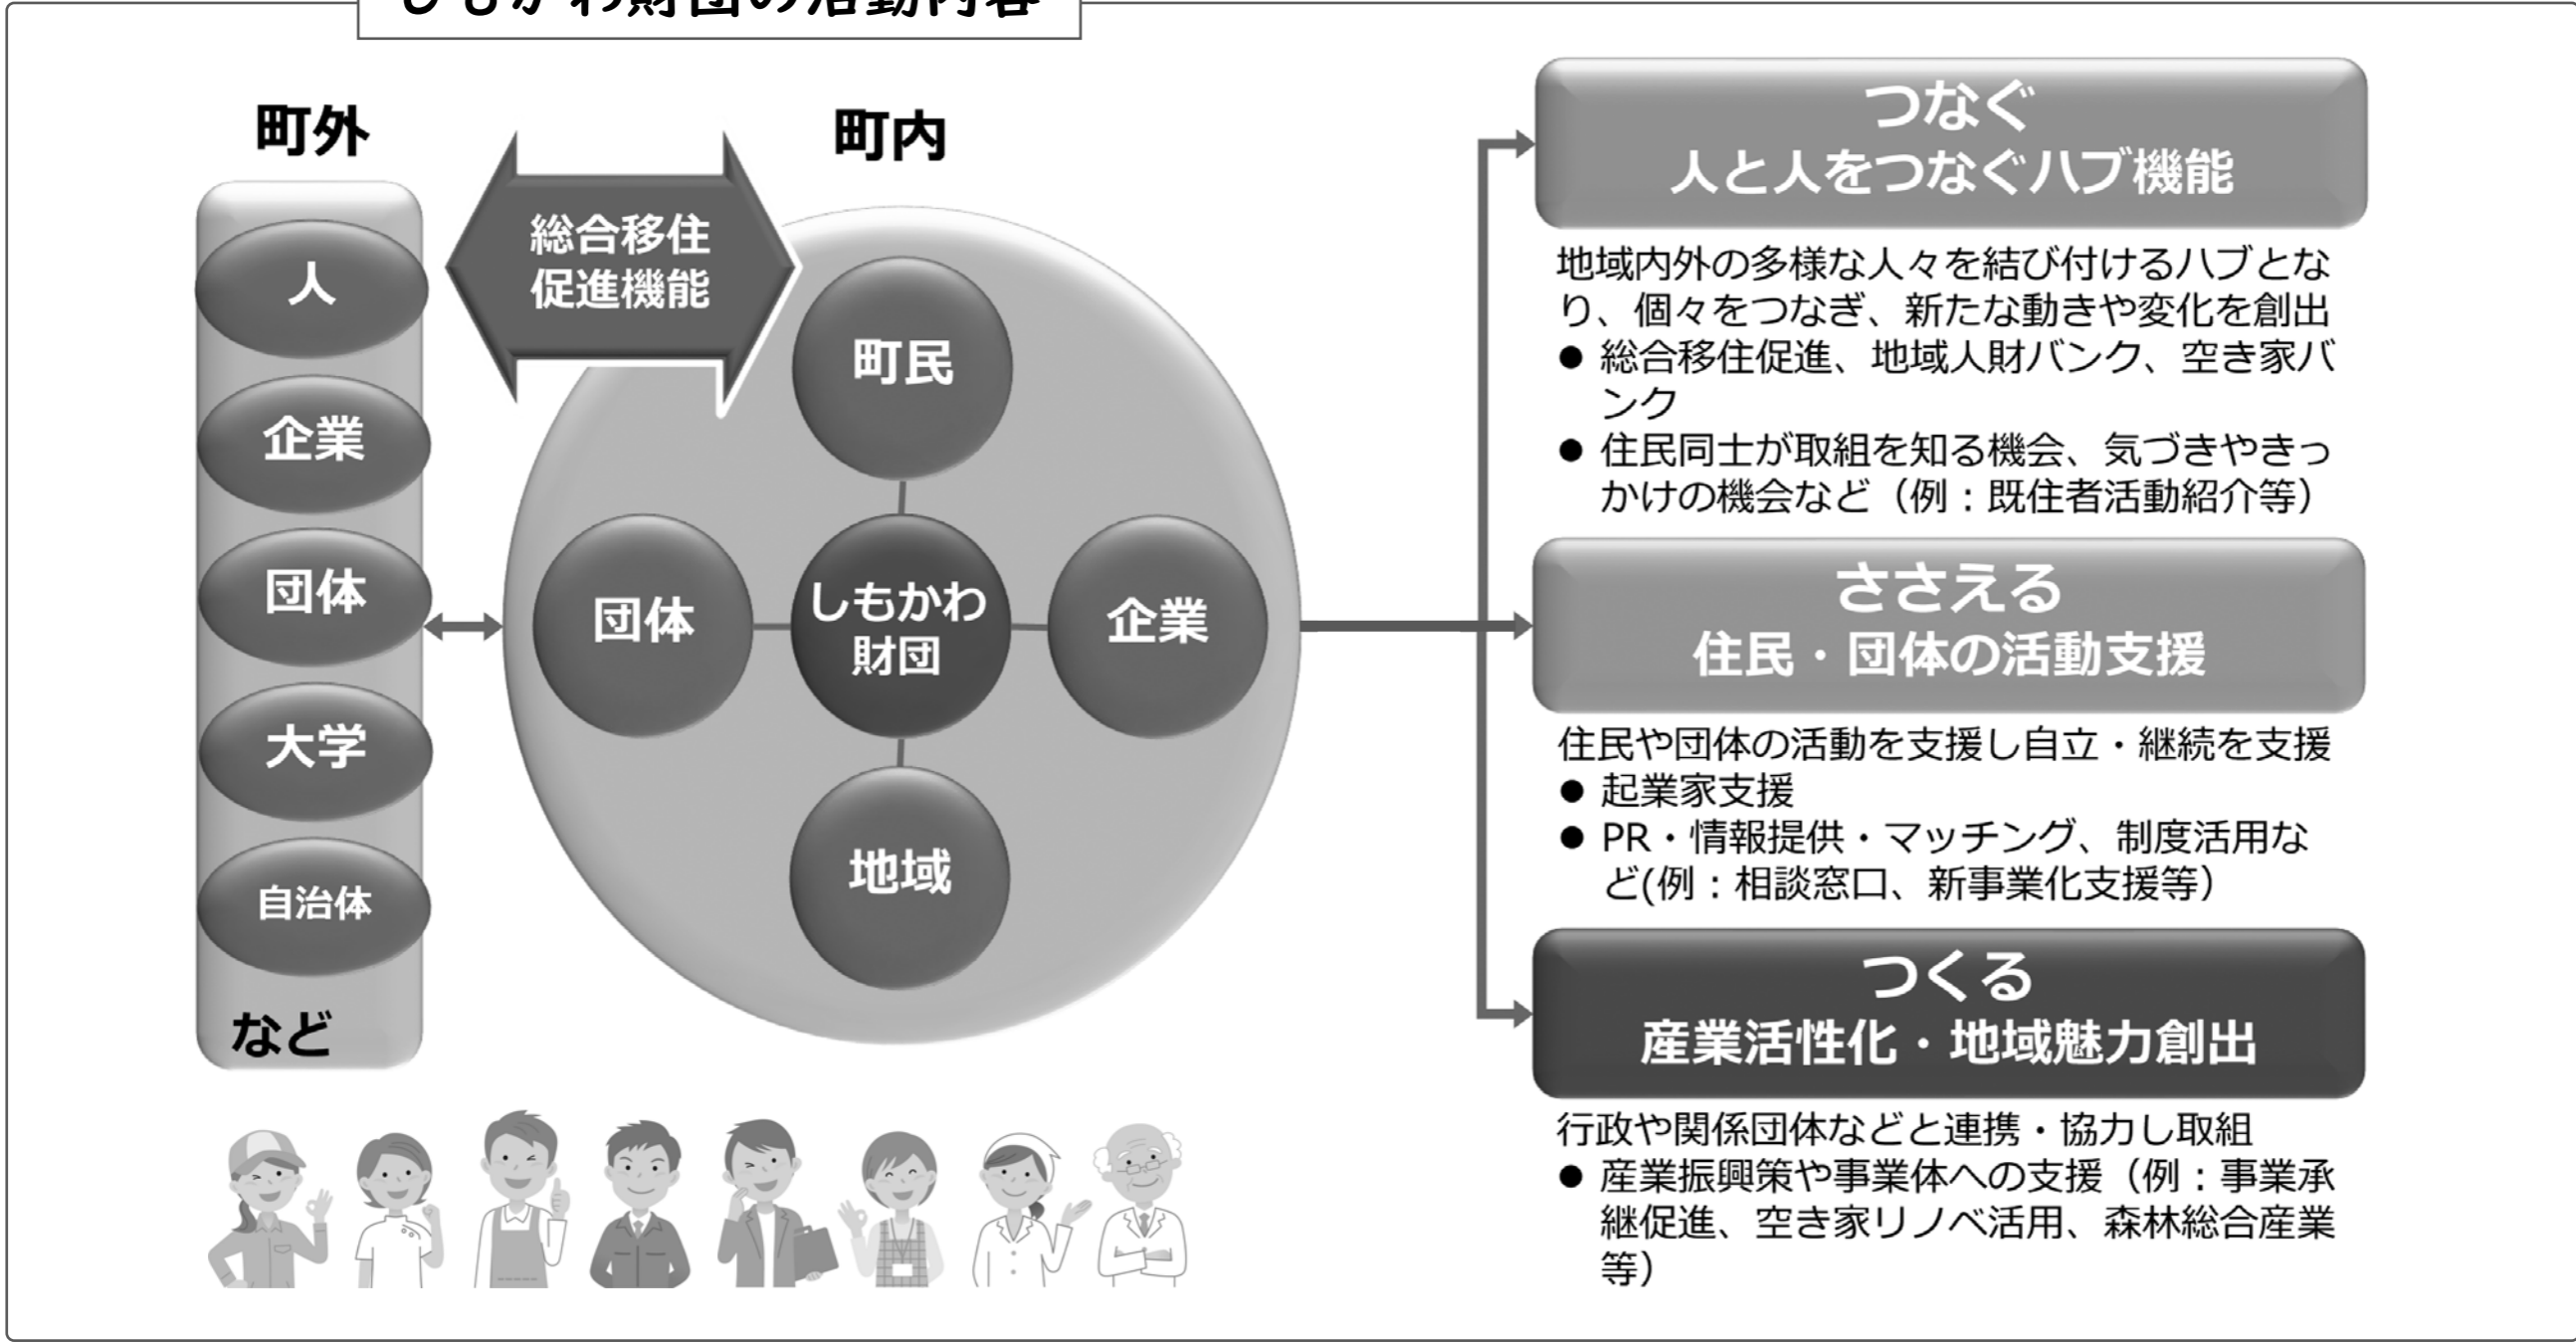 しもかわ財団の活動内容
町外
人
企業
団体
大学
自治体
など
総合移住
促進機能
町内
町民
団体
しもかわ
財団
企業
地域
つなぐ
人と人をつなぐハブ機能
地域内外の多様な人々を結び付けるハブとな
り、個々をつなぎ、新たな動きや変化を創出
● 総合移住促進、地域人財バンク、空き家バ
ンク
● 住民同士が取組を知る機会、気づきやきっ
かけの機会など（例：既住者活動紹介等）
ささえる
住民・団体の活動支援
住民や団体の活動を支援し自立・継続を支援
● 起業家支援
● PR・情報提供・マッチング、制度活用な
ど(例：相談窓口、新事業化支援等）
つくる
産業活性化・地域魅力創出
行政や関係団体などと連携・協力し取組
● 産業振興策や事業体への支援（例：事業承
継促進、空き家リノベ活用、森林総合産業
等）